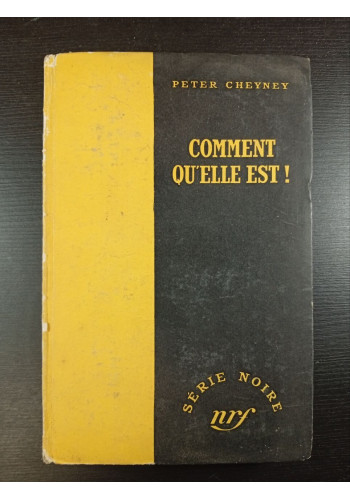 PETER CHEYNEY
COMMENT
QU'ELLE EST !
SÉRIE NOIRE
nrf